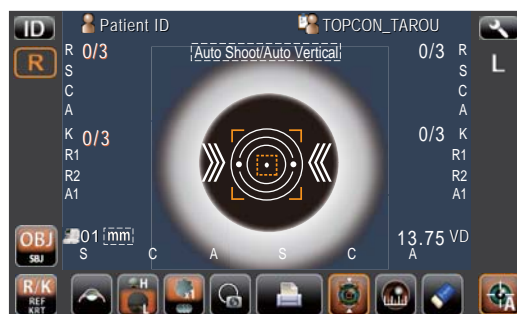 ID Patient ID TOPCON_TAROU
R R 0/3 Auto Shoot/Auto Vertical 0/3 R L
S S
C C
A A
K 0/3 0/3 K
R1 R1
R2 R2
A1 A1
OBJ SBJ 01 mm 13.75 VD
S C A S C A
R/K REF KRT H L A